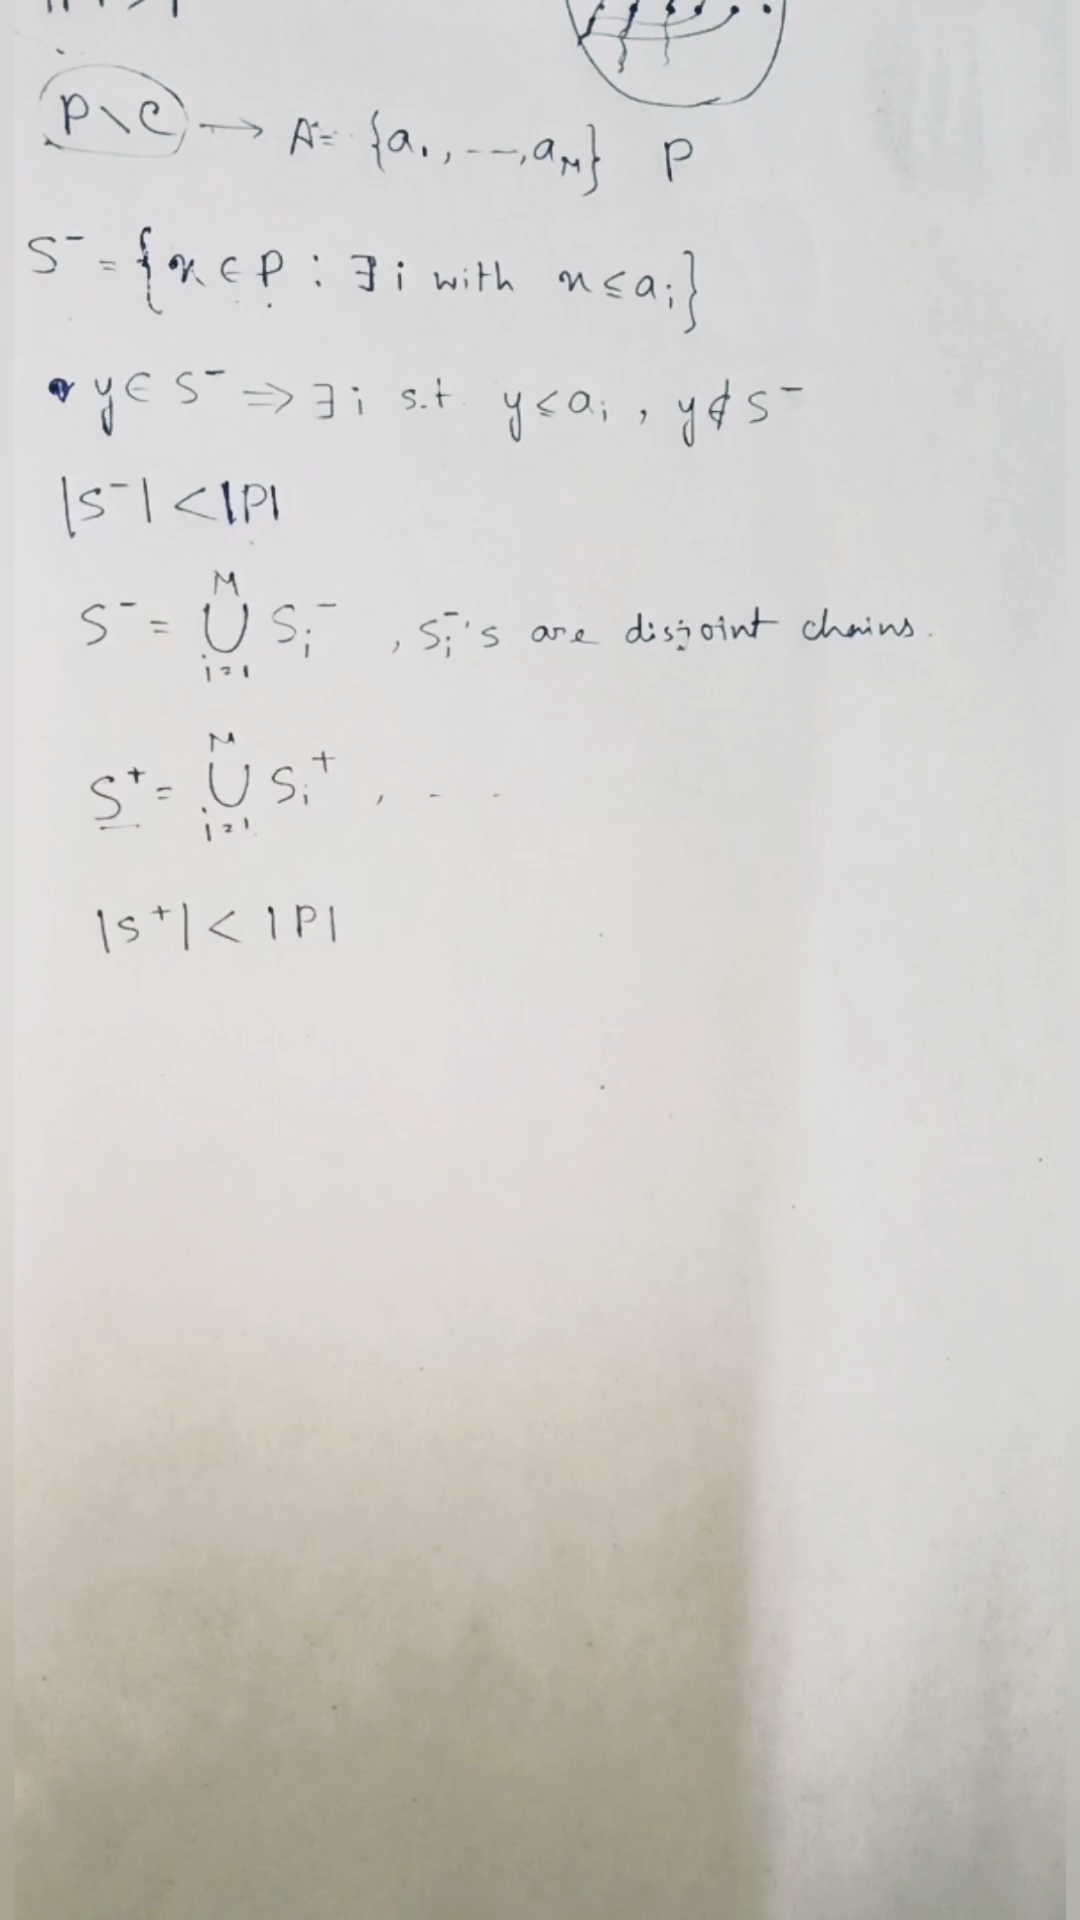 P\C → A = {a₁, --, a_M} P
S⁻ = {x ∈ P : ∃ i with x ≤ aᵢ}
y ∈ S⁻ ⇒ ∃ i s.t. y ≤ aᵢ , y ∉ S⁻
|S⁻| < |P|
S⁻ = ⋃_{i=1}^{M} Sᵢ⁻ , Sᵢ⁻'s are disjoint chains.
S⁺ = ⋃_{i=1}^{M} Sᵢ⁺ , - -
|S⁺| < |P|